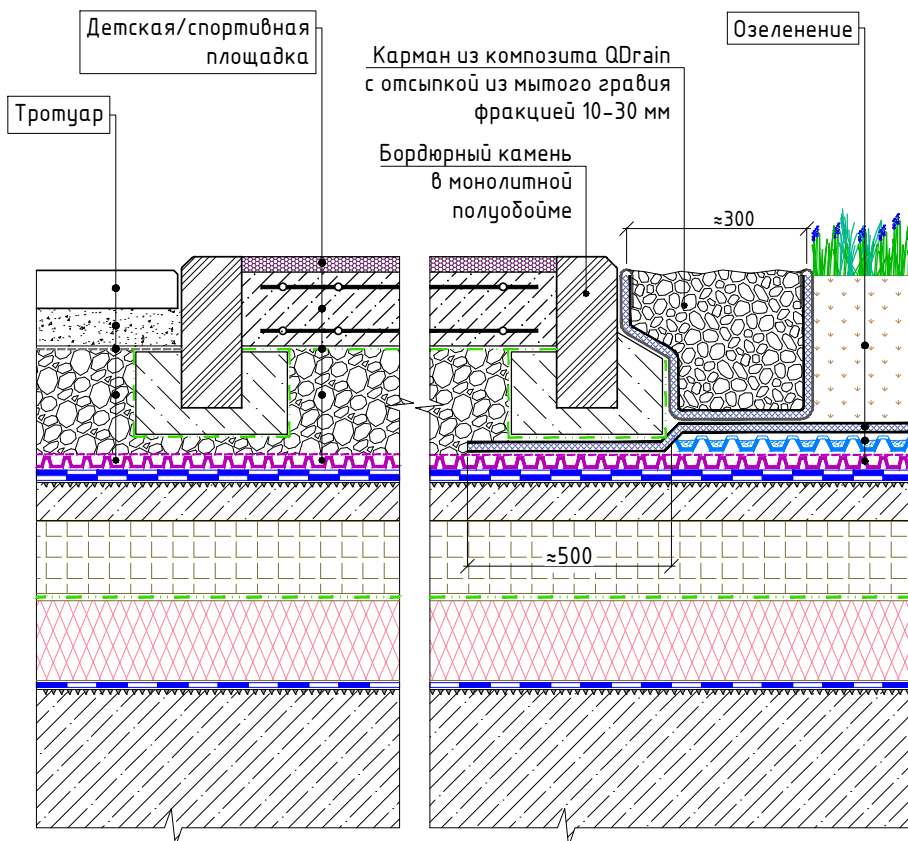 Детская/спортивная
площадка
Тротуар
Карман из композита QDrain
с отсыпкой из мытого гравия
фракцией 10-30 мм
Бордюрный камень
в монолитной
полуобойме
Озеленение
≈300
≈500